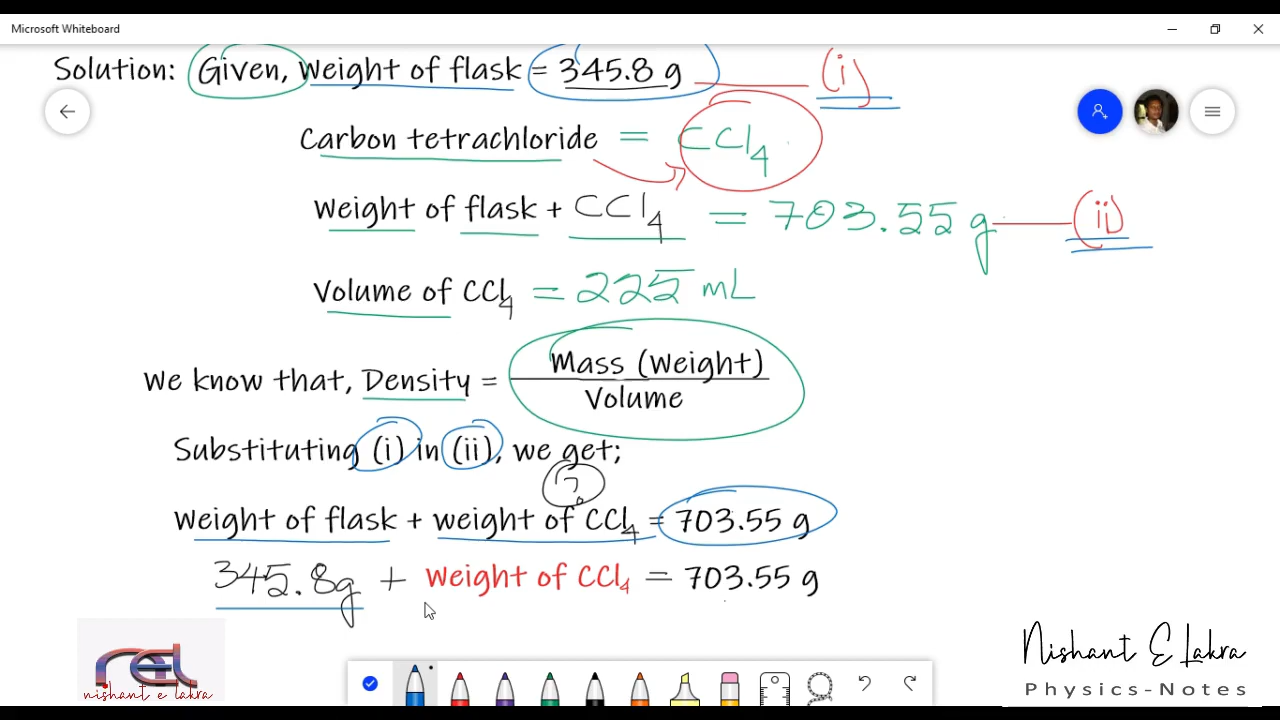 Microsoft Whiteboard
Solution: Given, Weight of flask = 345.8 g (i)
Carbon tetrachloride = CCl4
Weight of flask + CCl4 = 703.55 g (ii)
Volume of CCl4 = 225 mL
We know that, Density = Mass (Weight)
Volume
Substituting (i) in (ii), we get;
?
Weight of flask + weight of CCl4 = 703.55 g
345.8g + Weight of CCl4 = 703.55 g
nel
nishant e lakra
Nishant E Lakra
Physics-Notes